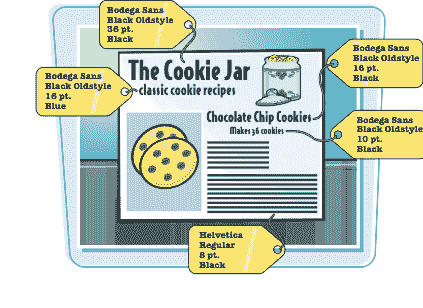 Bodega Sans
Black Oldstyle
36 pt.
Black
Bodega Sans
Black Oldstyle
16 pt.
Blue
The Cookie Jar
classic cookie recipes
Bodega Sans
Black Oldstyle
16 pt.
Black
Chocolate Chip Cookies
Makes 36 cookies
Bodega Sans
Black Oldstyle
10 pt.
Black
Helvetica
Regular
8 pt.
Black